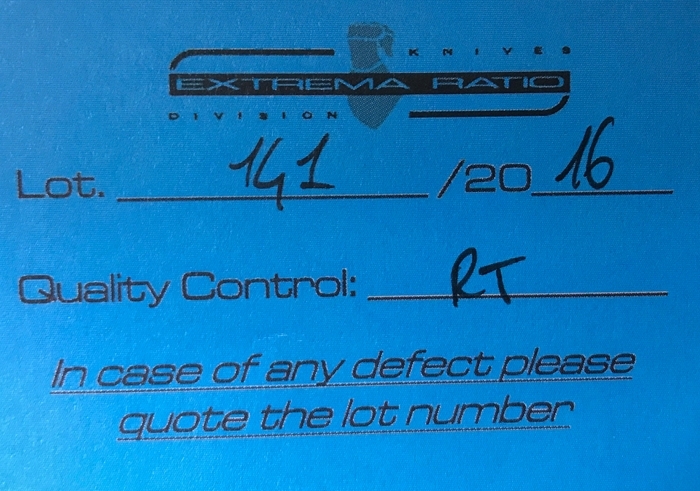 KNIVES
EXTREMA RATIO
DIVISION
Lot. 141 /20 16
Quality Control: RT
In case of any defect please
quote the lot number